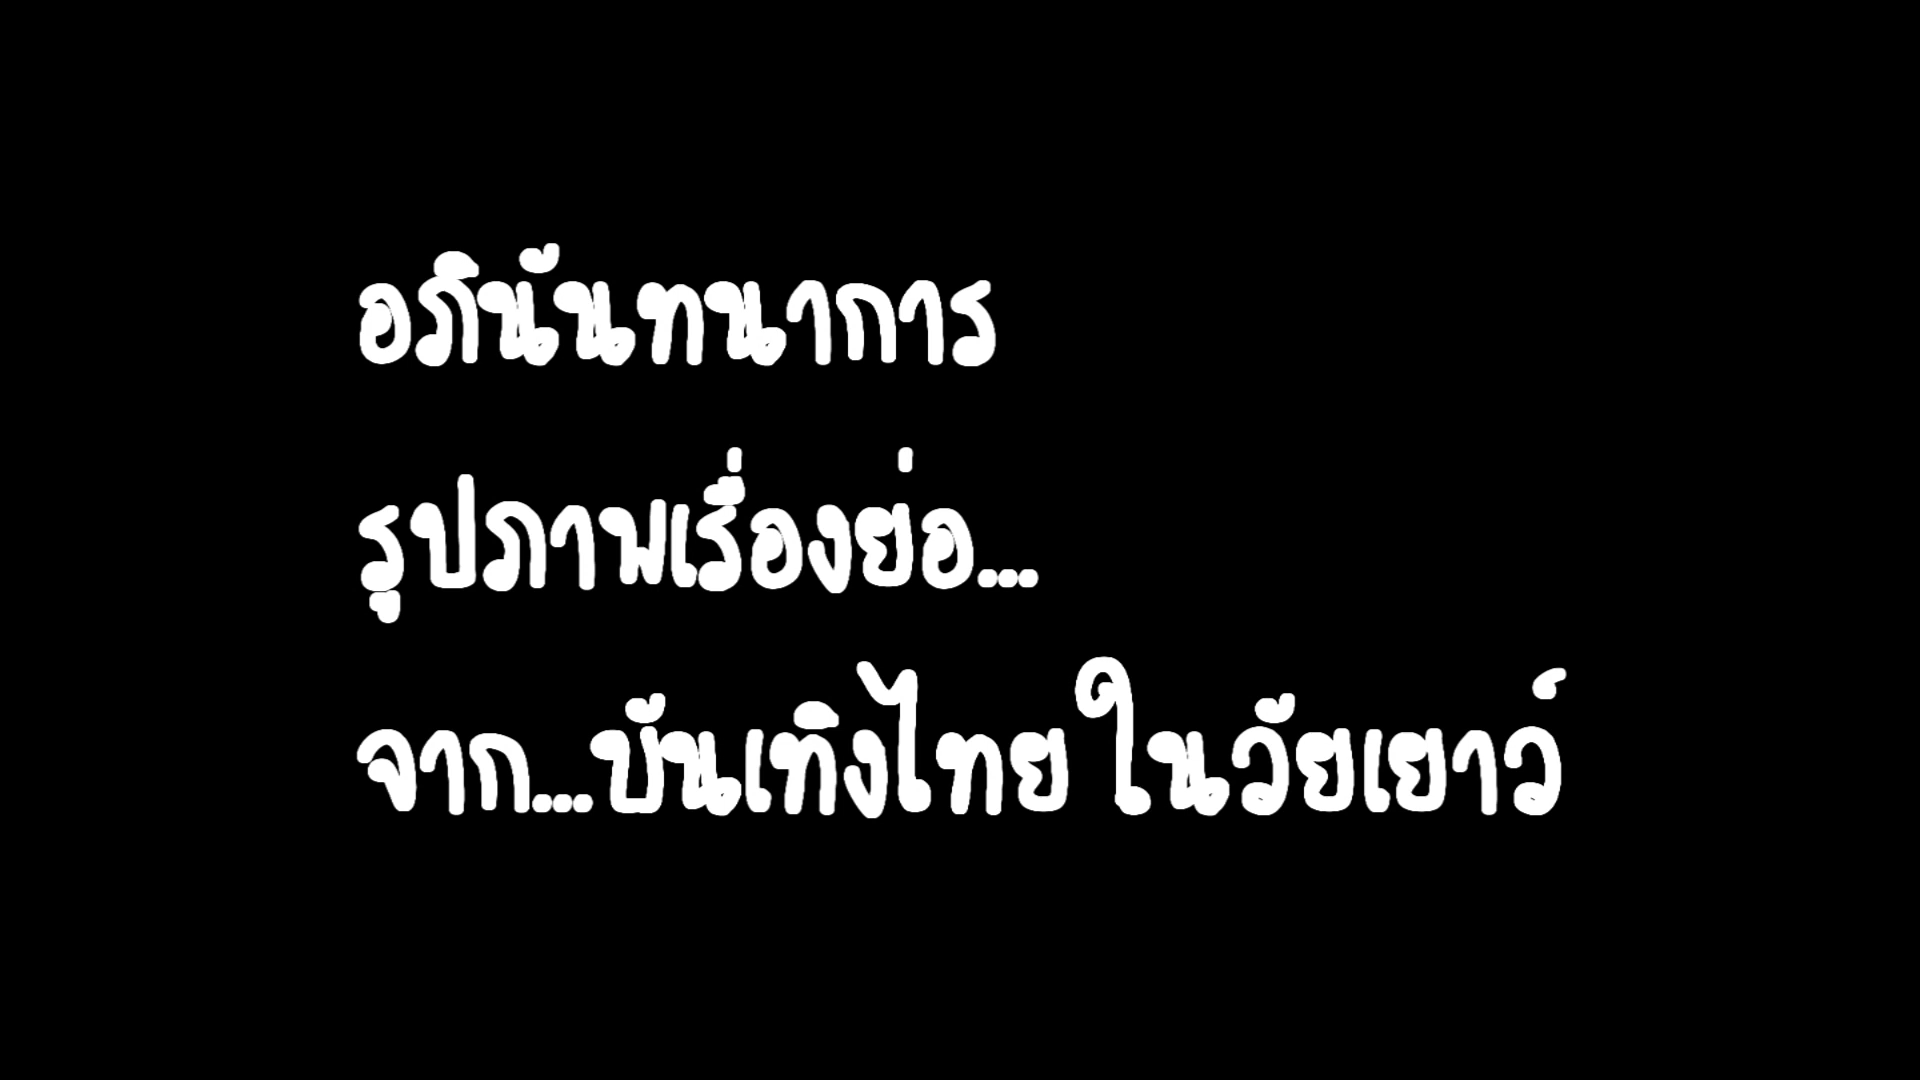 อภินันทนาการ
รูปภาพเรื่องย่อ...
จาก...บันเทิงไทย ในวัยเยาว์